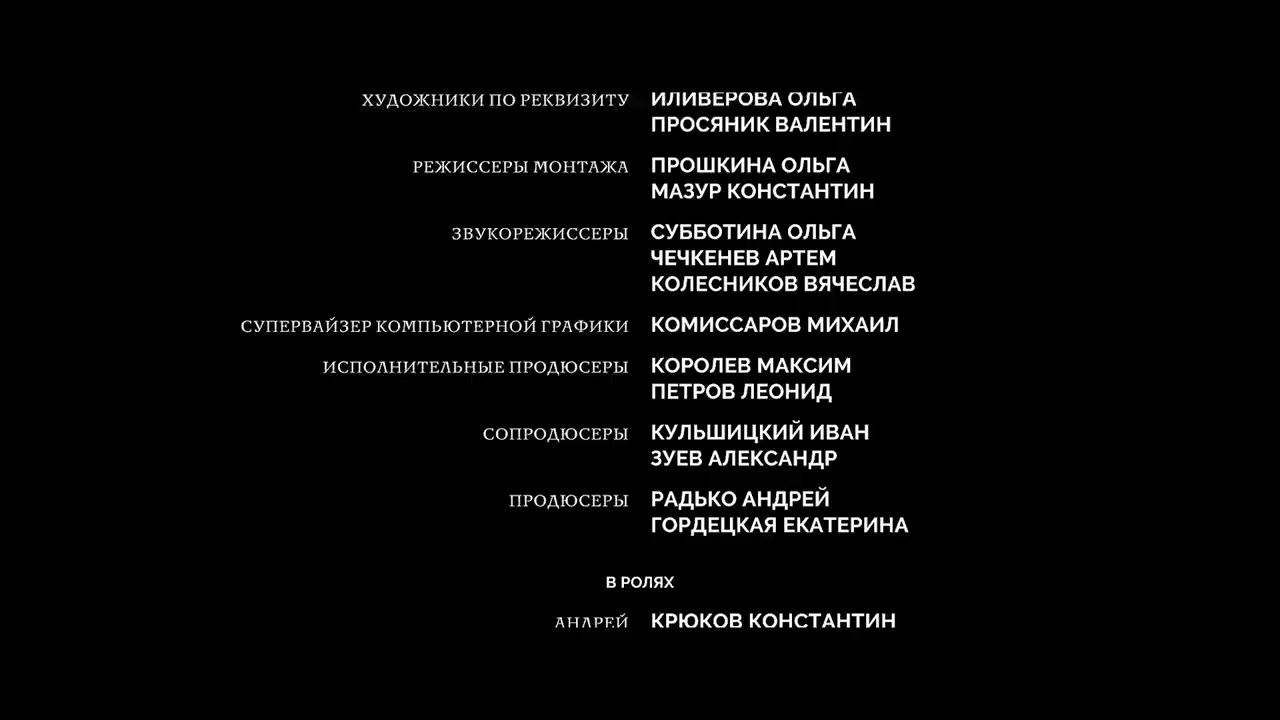 ХУДОЖНИКИ ПО РЕКВИЗИТУ ИЛИВЕРОВА ОЛЬГА
ПРОСЯНИК ВАЛЕНТИН
РЕЖИССЕРЫ МОНТАЖА ПРОШКИНА ОЛЬГА
МАЗУР КОНСТАНТИН
ЗВУКОРЕЖИССЕРЫ СУББОТИНА ОЛЬГА
ЧЕЧКЕНЕВ АРТЕМ
КОЛЕСНИКОВ ВЯЧЕСЛАВ
СУПЕРВАЙЗЕР КОМПЬЮТЕРНОЙ ГРАФИКИ КОМИССАРОВ МИХАИЛ
ИСПОЛНИТЕЛЬНЫЕ ПРОДЮСЕРЫ КОРОЛЕВ МАКСИМ
ПЕТРОВ ЛЕОНИД
СОПРОДЮСЕРЫ КУЛЬШИЦКИЙ ИВАН
ЗУЕВ АЛЕКСАНДР
ПРОДЮСЕРЫ РАДЬКО АНДРЕЙ
ГОРДЕЦКАЯ ЕКАТЕРИНА
В РОЛЯХ
АНДРЕЙ КРЮКОВ КОНСТАНТИН